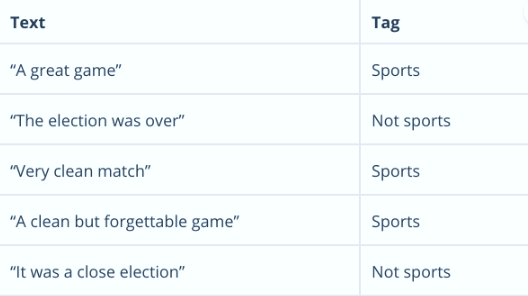 Text Tag
“A great game” Sports
“The election was over” Not sports
“Very clean match” Sports
“A clean but forgettable game” Sports
“It was a close election” Not sports